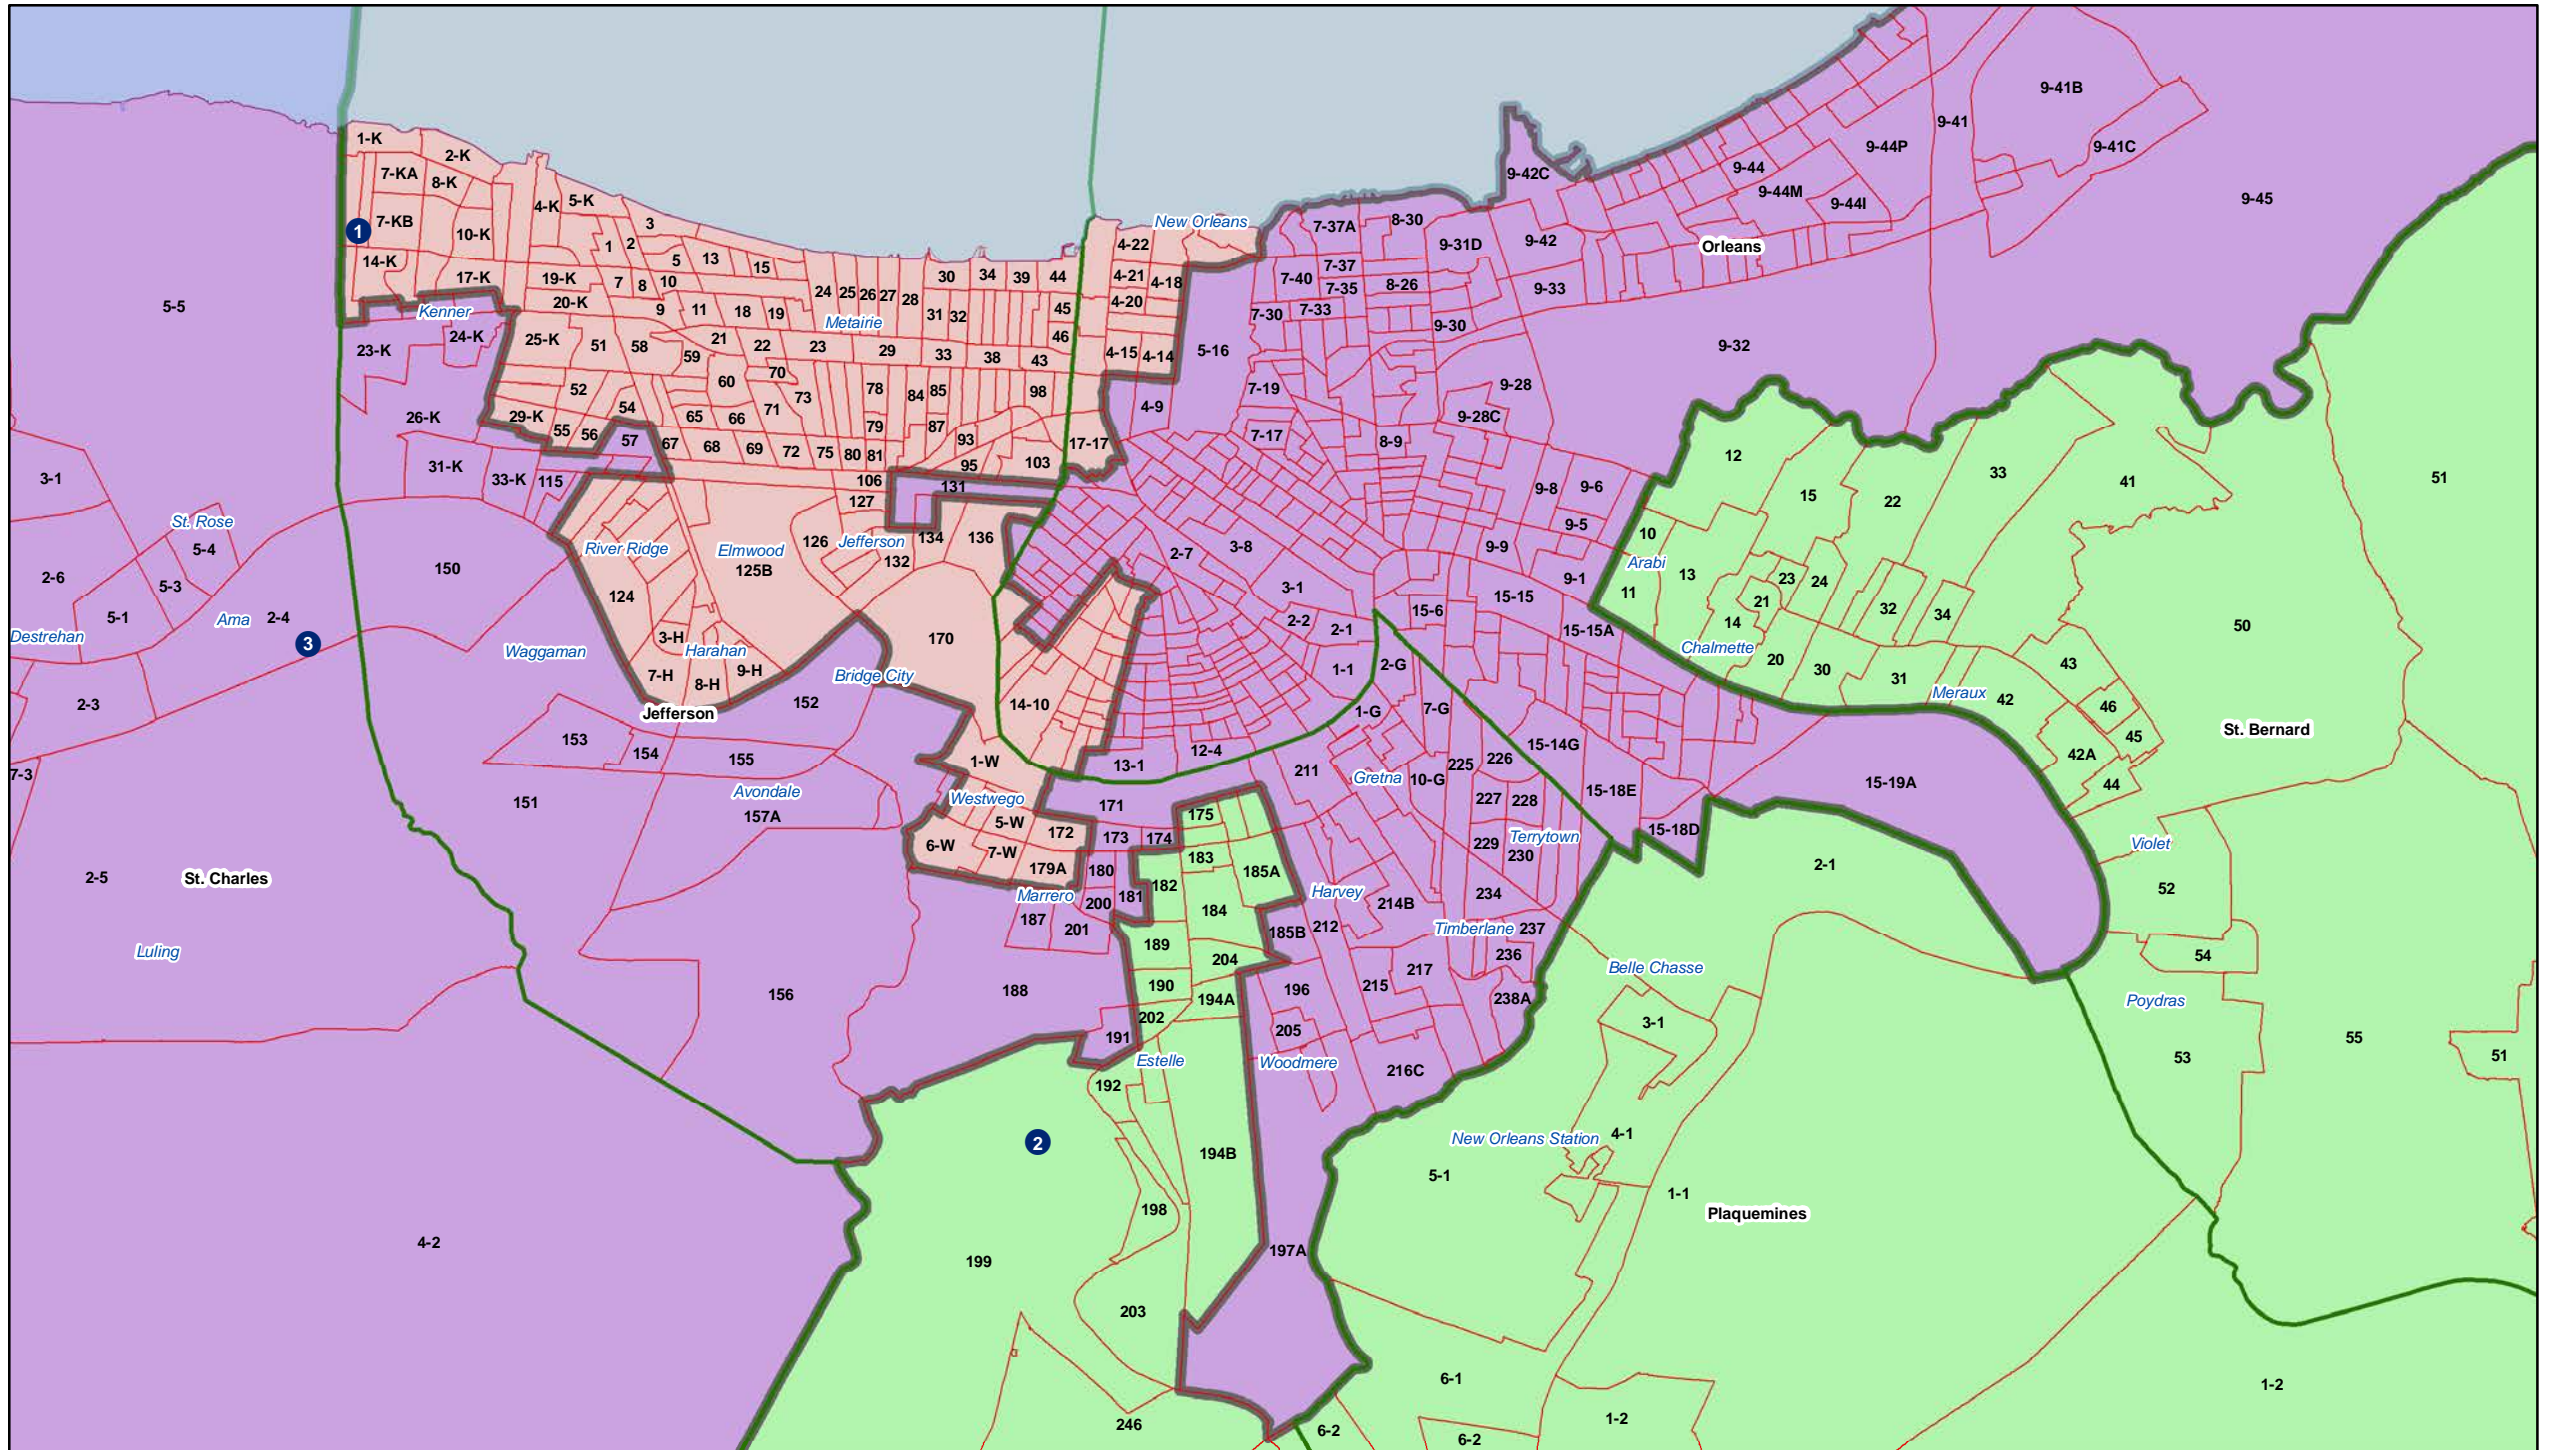 9-41B
9-41
9-44P
9-41C
1-K
2-K
9-44
9-42C
7-KA
8-K
9-44M
9-45
4-K
5-K
9-44I
3
New Orleans
7-KB
8-30
7-37A
1
10-K
1
2
4-22
9-31D
9-42
Orleans
14-K
5
13
15
7-37
17-K
19-K
7
8
10
30
34
39
44
4-21
4-18
7-40
7-35
8-26
9-33
24
25
26
27
28
5-5
20-K
4-20
Kenner
9
11
18
19
31
32
45
7-30
7-33
Metairie
9-30
24-K
25-K
51
58
21
22
23
29
33
38
43
46
9-32
23-K
59
4-15
4-14
5-16
70
60
52
78
84
85
98
7-19
9-28
73
54
71
4-9
26-K
29-K
65
66
9-28C
55
56
57
79
87
7-17
67
68
69
72
75
80
81
93
17-17
8-9
12
95
103
31-K
33-K
115
106
131
3-1
9-8
9-6
15
22
33
41
51
127
St. Rose
9-5
10
5-4
River Ridge
Elmwood
126
Jefferson
134
136
2-7
3-8
9-9
Arabi
132
2-6
5-3
150
125B
9-1
13
23
24
3-1
11
124
15-15
21
32
34
5-1
Ama
2-4
15-6
14
2-2
2-1
15-15A
50
Destrehan
3
3-H
170
Waggaman
Harahan
Chalmette
20
30
43
7-H
9-H
Bridge City
1-1
2-G
31
8-H
Meraux
42
2-3
152
14-10
46
Jefferson
1-G
7-G
St. Bernard
153
45
154
155
1-W
13-1
12-4
15-14G
42A
7-3
226
225
211
Gretna
10-G
15-18E
15-19A
44
151
Avondale
Westwego
171
227
228
157A
5-W
175
172
173
174
15-18D
Terrytown
6-W
7-W
229
Violet
183
230
2-1
179A
180
185A
2-5
St. Charles
182
52
Marrero
181
Harvey
234
200
184
214B
187
201
185B
212
Timberlane
237
Luling
189
204
236
54
Belle Chasse
217
190
196
215
156
188
194A
238A
Poydras
202
3-1
205
191
55
51
53
Estelle
Woodmere
216C
192
2
New Orleans Station
4-1
194B
5-1
1-1
198
Plaquemines
4-2
197A
199
203
6-1
1-2
246
1-2
6-2
6-2